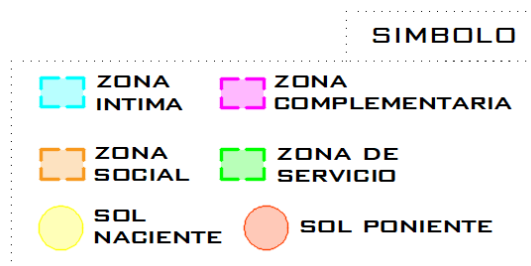 SIMBOLO
ZONA
INTIMA
ZONA
COMPLEMENTARIA
ZONA
SOCIAL
ZONA DE
SERVICIO
SOL
NACIENTE
SOL PONIENTE